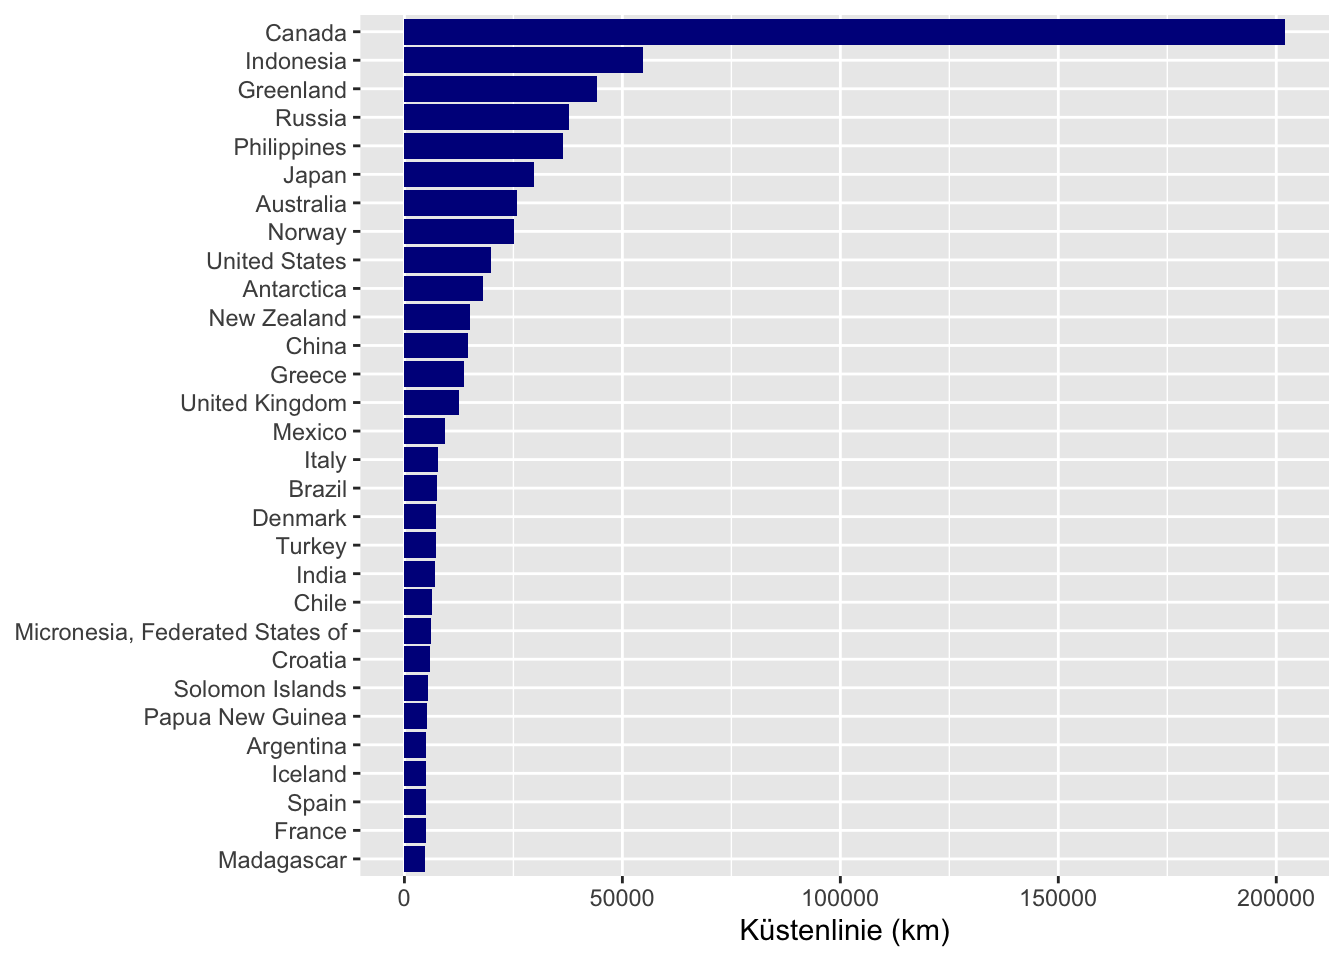 Canada
Indonesia
Greenland
Russia
Philippines
Japan
Australia
Norway
United States
Antarctica
New Zealand
China
Greece
United Kingdom
Mexico
Italy
Brazil
Denmark
Turkey
India
Chile
Micronesia, Federated States of
Croatia
Solomon Islands
Papua New Guinea
Argentina
Iceland
Spain
France
Madagascar
0 50000 100000 150000 200000
Küstenlinie (km)